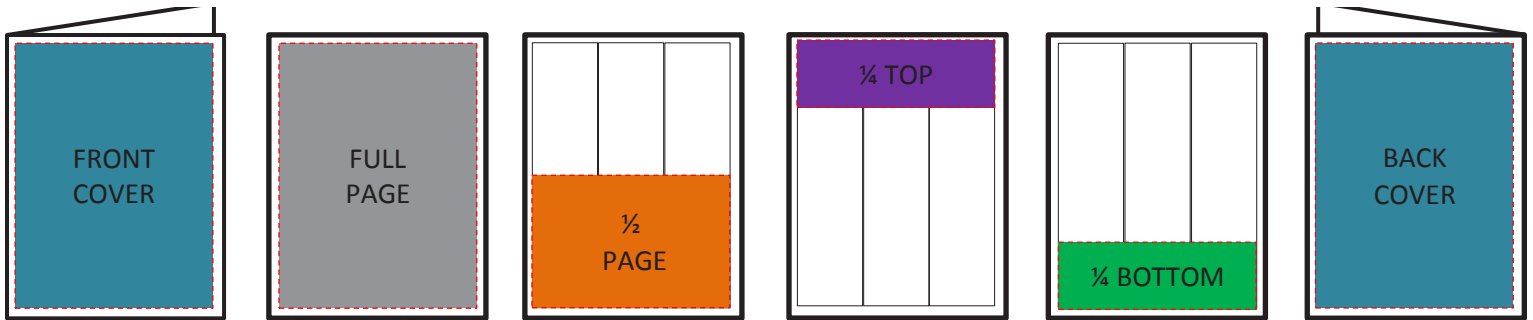 FRONT
COVER
FULL
PAGE
½
PAGE
¼ TOP
¼ BOTTOM
BACK
COVER